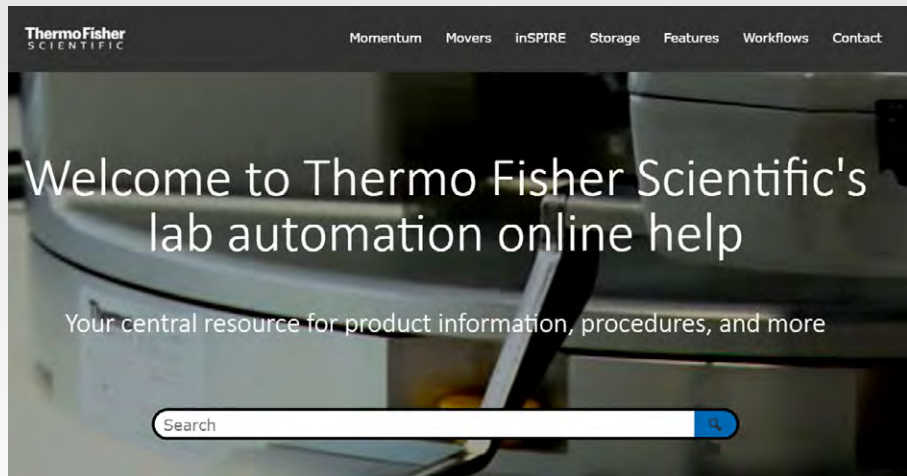 ThermoFisher
SCIENTIFIC
Momentum Movers inSPIRE Storage Features Workflows Contact
Welcome to Thermo Fisher Scientific's
lab automation online help
Your central resource for product information, procedures, and more
Search